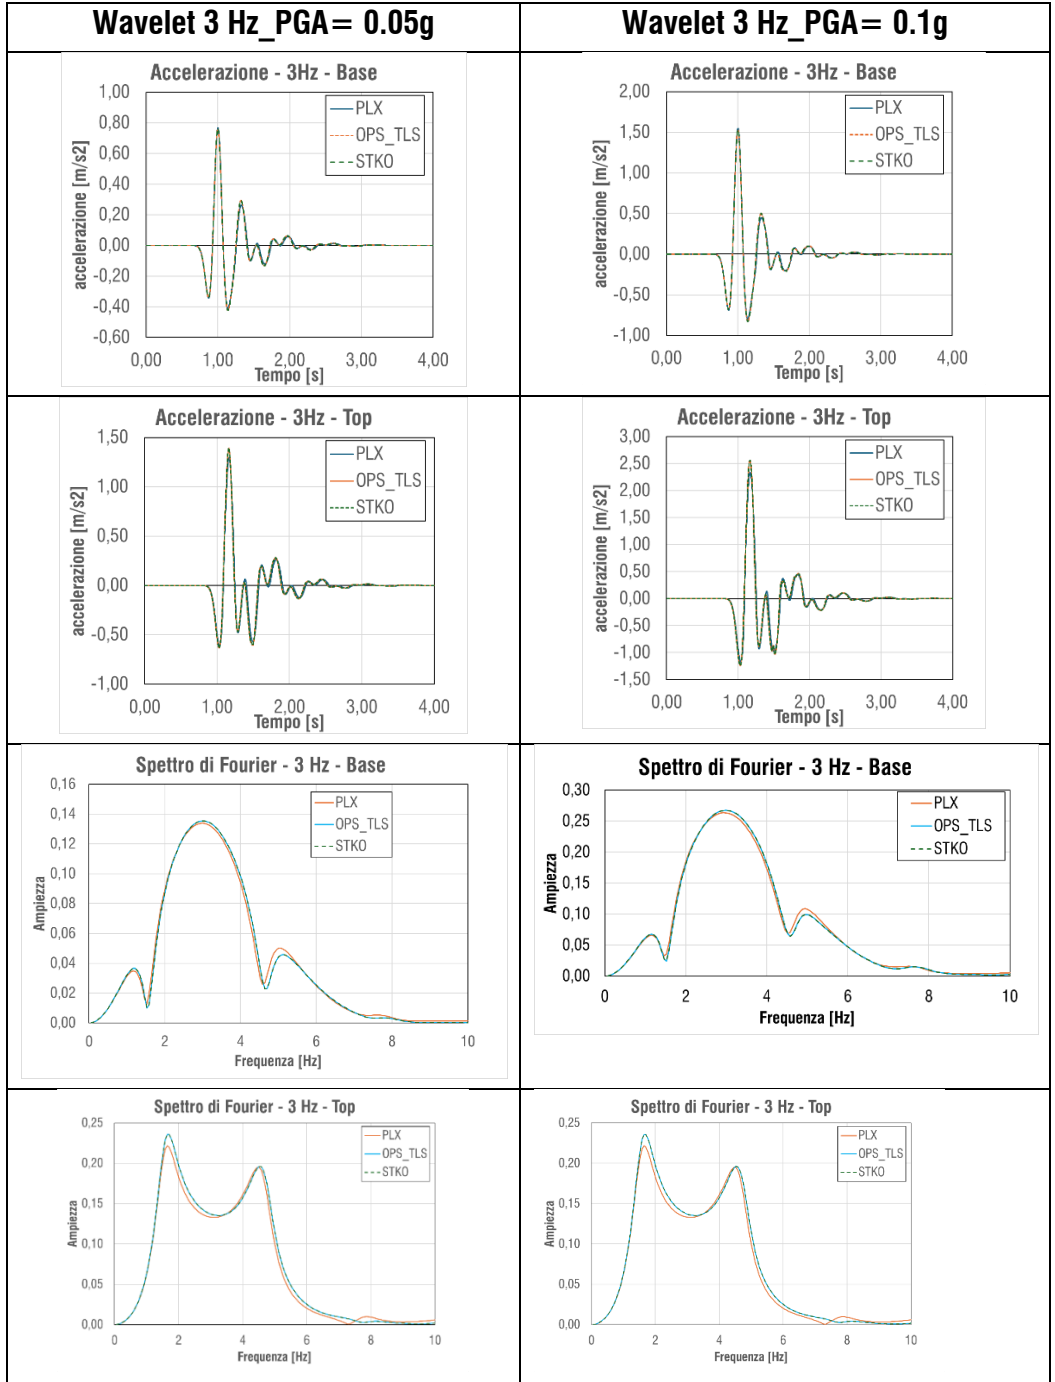 Wavelet 3 Hz_PGA= 0.05g
Wavelet 3 Hz_PGA= 0.1g
Accelerazione - 3Hz - Base
1,00
0,80
0,60
0,40
0,20
0,00
-0,20
-0,40
-0,60
accelerazione [m/s2]
PLX
OPS_TLS
STKO
0,00 1,00 2,00 3,00 4,00
Tempo [s]
Accelerazione - 3Hz - Base
2,00
1,50
1,00
0,50
0,00
-0,50
-1,00
accelerazione [m/s2]
PLX
OPS_TLS
STKO
0,00 1,00 2,00 3,00 4,00
Tempo [s]
Accelerazione - 3Hz - Top
1,50
1,00
0,50
0,00
-0,50
-1,00
accelerazione [m/s2]
PLX
OPS_TLS
STKO
0,00 1,00 2,00 3,00 4,00
Tempo [s]
Accelerazione - 3Hz - Top
3,00
2,50
2,00
1,50
1,00
0,50
0,00
-0,50
-1,00
-1,50
accelerazione [m/s2]
PLX
OPS_TLS
STKO
0,00 1,00 2,00 3,00 4,00
Tempo [s]
Spettro di Fourier - 3 Hz - Base
0,16
0,14
0,12
0,10
0,08
0,06
0,04
0,02
0,00
Ampiezza
PLX
OPS_TLS
STKO
0 2 4 6 8 10
Frequenza [Hz]
Spettro di Fourier - 3 Hz - Base
0,30
0,25
0,20
0,15
0,10
0,05
0,00
Ampiezza
PLX
OPS_TLS
STKO
0 2 4 6 8 10
Frequenza [Hz]
Spettro di Fourier - 3 Hz - Top
0,25
0,20
0,15
0,10
0,05
0,00
Ampiezza
PLX
OPS_TLS
STKO
0 2 4 6 8 10
Frequenza [Hz]
Spettro di Fourier - 3 Hz - Top
0,25
0,20
0,15
0,10
0,05
0,00
Ampiezza
PLX
OPS_TLS
STKO
0 2 4 6 8 10
Frequenza [Hz]